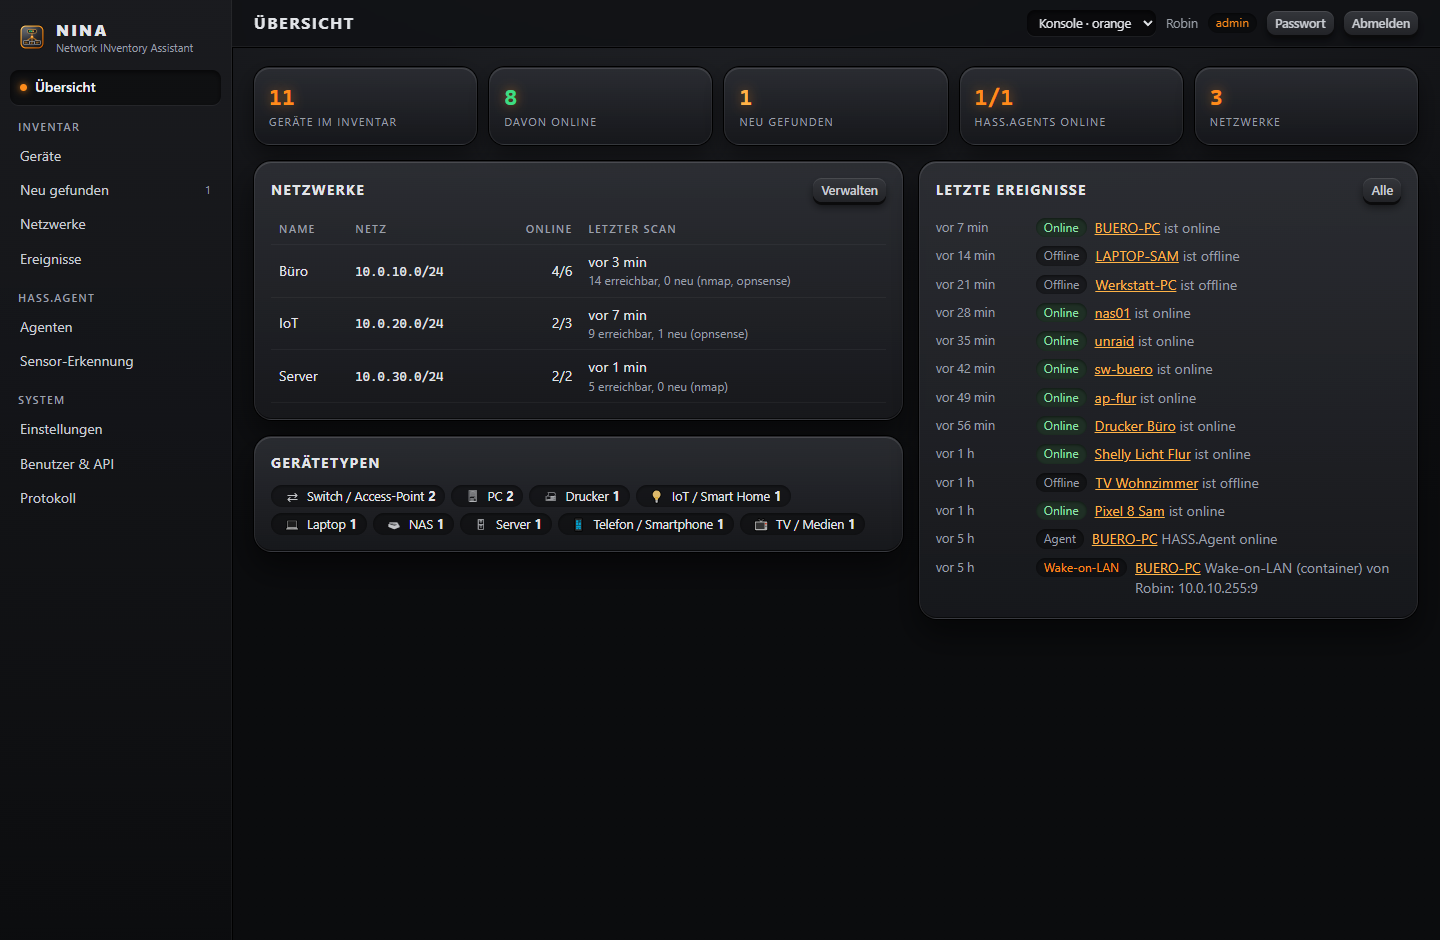 NINA
Network INventory Assistant
Übersicht
INVENTAR
Geräte
Neu gefunden 1
Netzwerke
Ereignisse
HASS.AGENT
Agenten
Sensor-Erkennung
SYSTEM
Einstellungen
Benutzer & API
Protokoll
ÜBERSICHT
Konsole · orange Robin admin Passwort Abmelden
11
GERÄTE IM INVENTAR
8
DAVON ONLINE
1
NEU GEFUNDEN
1/1
HASS.AGENTS ONLINE
3
NETZWERKE
NETZWERKE Verwalten
NAME NETZ ONLINE LETZTER SCAN
Büro 10.0.10.0/24 4/6 vor 3 min
14 erreichbar, 0 neu (nmap, opnsense)
IoT 10.0.20.0/24 2/3 vor 7 min
9 erreichbar, 1 neu (opnsense)
Server 10.0.30.0/24 2/2 vor 1 min
5 erreichbar, 0 neu (nmap)
GERÄTETYPEN
Switch / Access-Point 2 PC 2 Drucker 1 IoT / Smart Home 1
Laptop 1 NAS 1 Server 1 Telefon / Smartphone 1 TV / Medien 1
LETZTE EREIGNISSE Alle
vor 7 min Online BUERO-PC ist online
vor 14 min Offline LAPTOP-SAM ist offline
vor 21 min Offline Werkstatt-PC ist offline
vor 28 min Online nas01 ist online
vor 35 min Online unraid ist online
vor 42 min Online sw-buero ist online
vor 49 min Online ap-flur ist online
vor 56 min Online Drucker Büro ist online
vor 1 h Online Shelly Licht Flur ist online
vor 1 h Offline TV Wohnzimmer ist offline
vor 1 h Online Pixel 8 Sam ist online
vor 5 h Agent BUERO-PC HASS.Agent online
vor 5 h Wake-on-LAN BUERO-PC Wake-on-LAN (container) von
Robin: 10.0.10.255:9